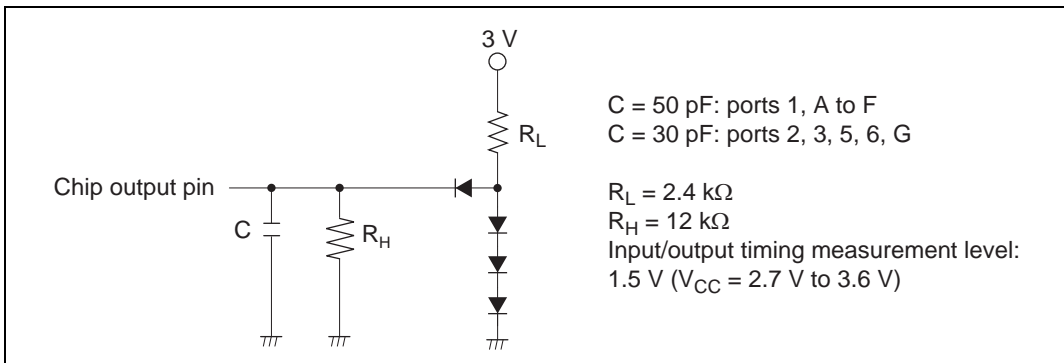 3 V
R_L
Chip output pin
C
R_H
C = 50 pF: ports 1, A to F
C = 30 pF: ports 2, 3, 5, 6, G
R_L = 2.4 kΩ
R_H = 12 kΩ
Input/output timing measurement level:
1.5 V (V_CC = 2.7 V to 3.6 V)